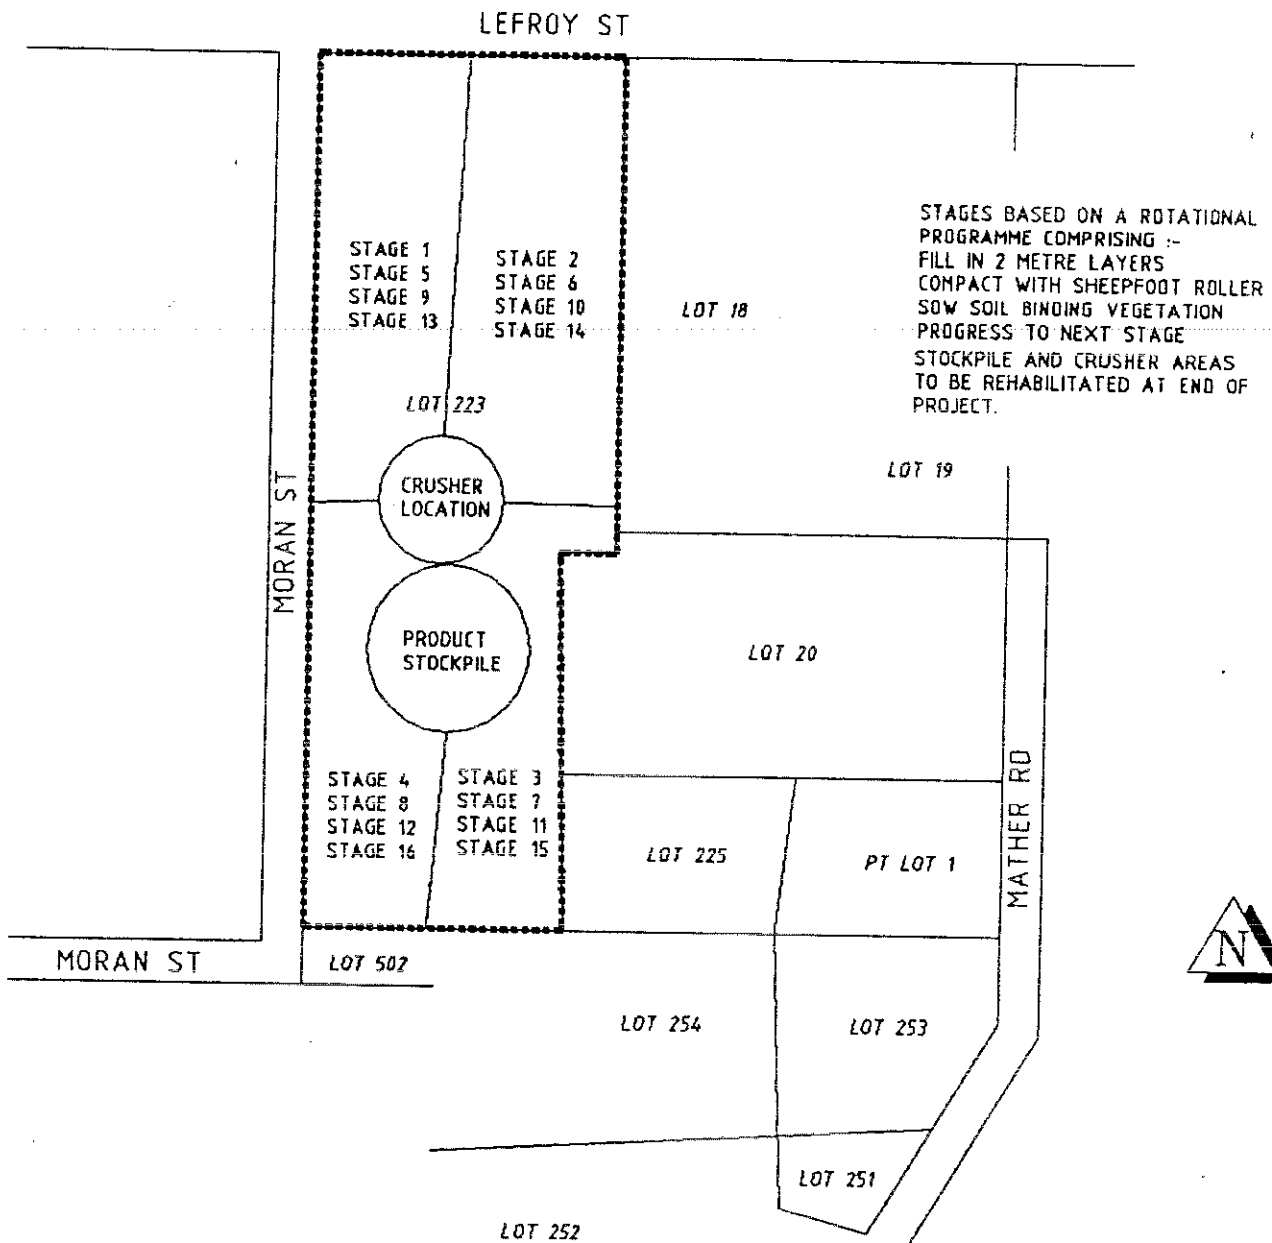 LEFROY ST
STAGES BASED ON A ROTATIONAL
PROGRAMME COMPRISING :-
FILL IN 2 METRE LAYERS
COMPACT WITH SHEEPFOOT ROLLER
SOW SOIL BINDING VEGETATION
PROGRESS TO NEXT STAGE
STOCKPILE AND CRUSHER AREAS
TO BE REHABILITATED AT END OF
PROJECT.
STAGE 1
STAGE 5
STAGE 9
STAGE 13
STAGE 2
STAGE 6
STAGE 10
STAGE 14
LOT 18
LOT 223
LOT 19
CRUSHER
LOCATION
MORAN ST
PRODUCT
STOCKPILE
LOT 20
STAGE 4
STAGE 8
STAGE 12
STAGE 16
STAGE 3
STAGE 7
STAGE 11
STAGE 15
LOT 225
PT LOT 1
MATHER RD
MORAN ST
LOT 502
N
LOT 254
LOT 253
LOT 251
LOT 252